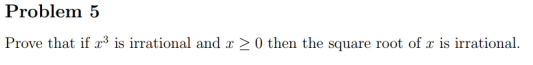 Problem 5
Prove that if x³ is irrational and x ≥ 0 then the square root of x is irrational.